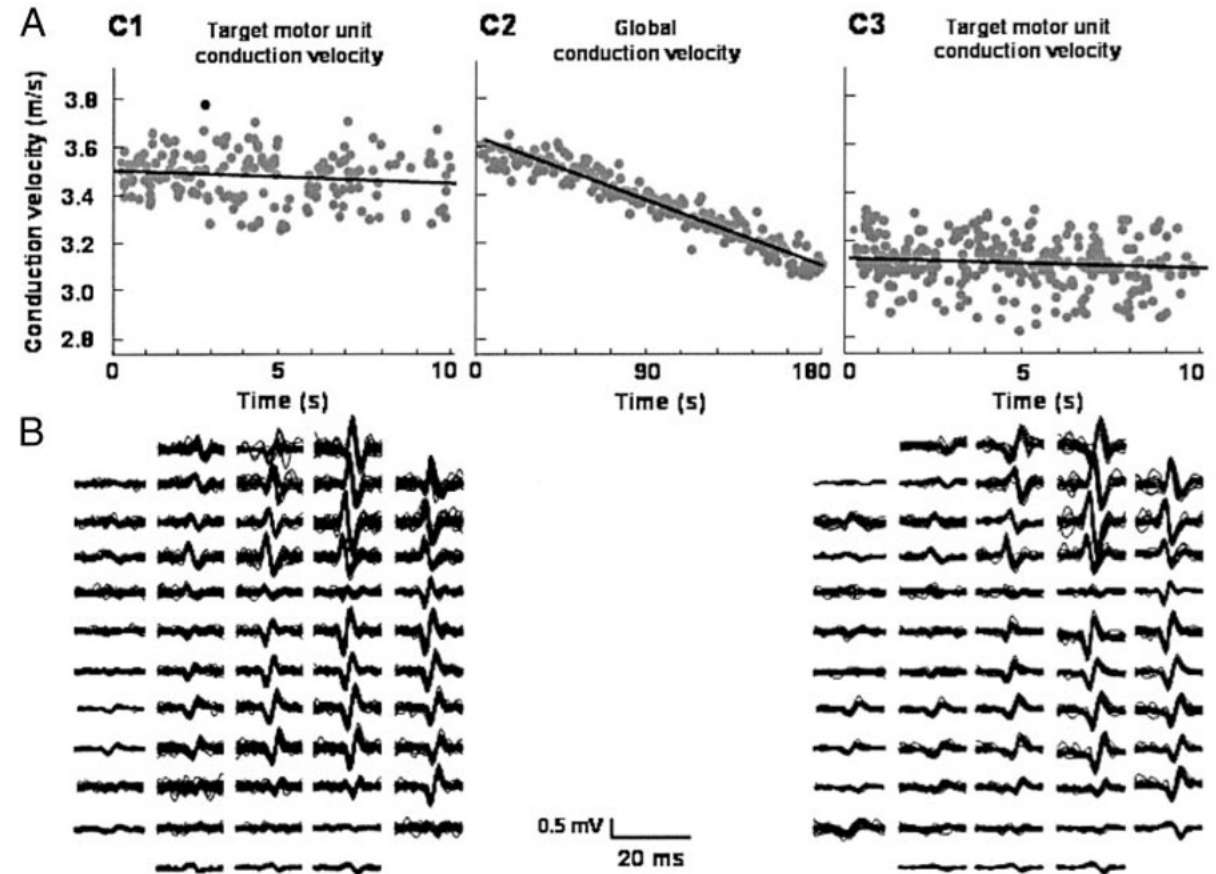 A
C1
Target motor unit
conduction velocity
C2
Global
conduction velocity
C3
Target motor unit
conduction velocity
Conduction velocity (m/s)
3.8
3.6
3.4
3.2
3.0
2.8
0 5 10
0 90 180
0 5 10
Time (s)
Time (s)
Time (s)
B
0.5 mV
20 ms